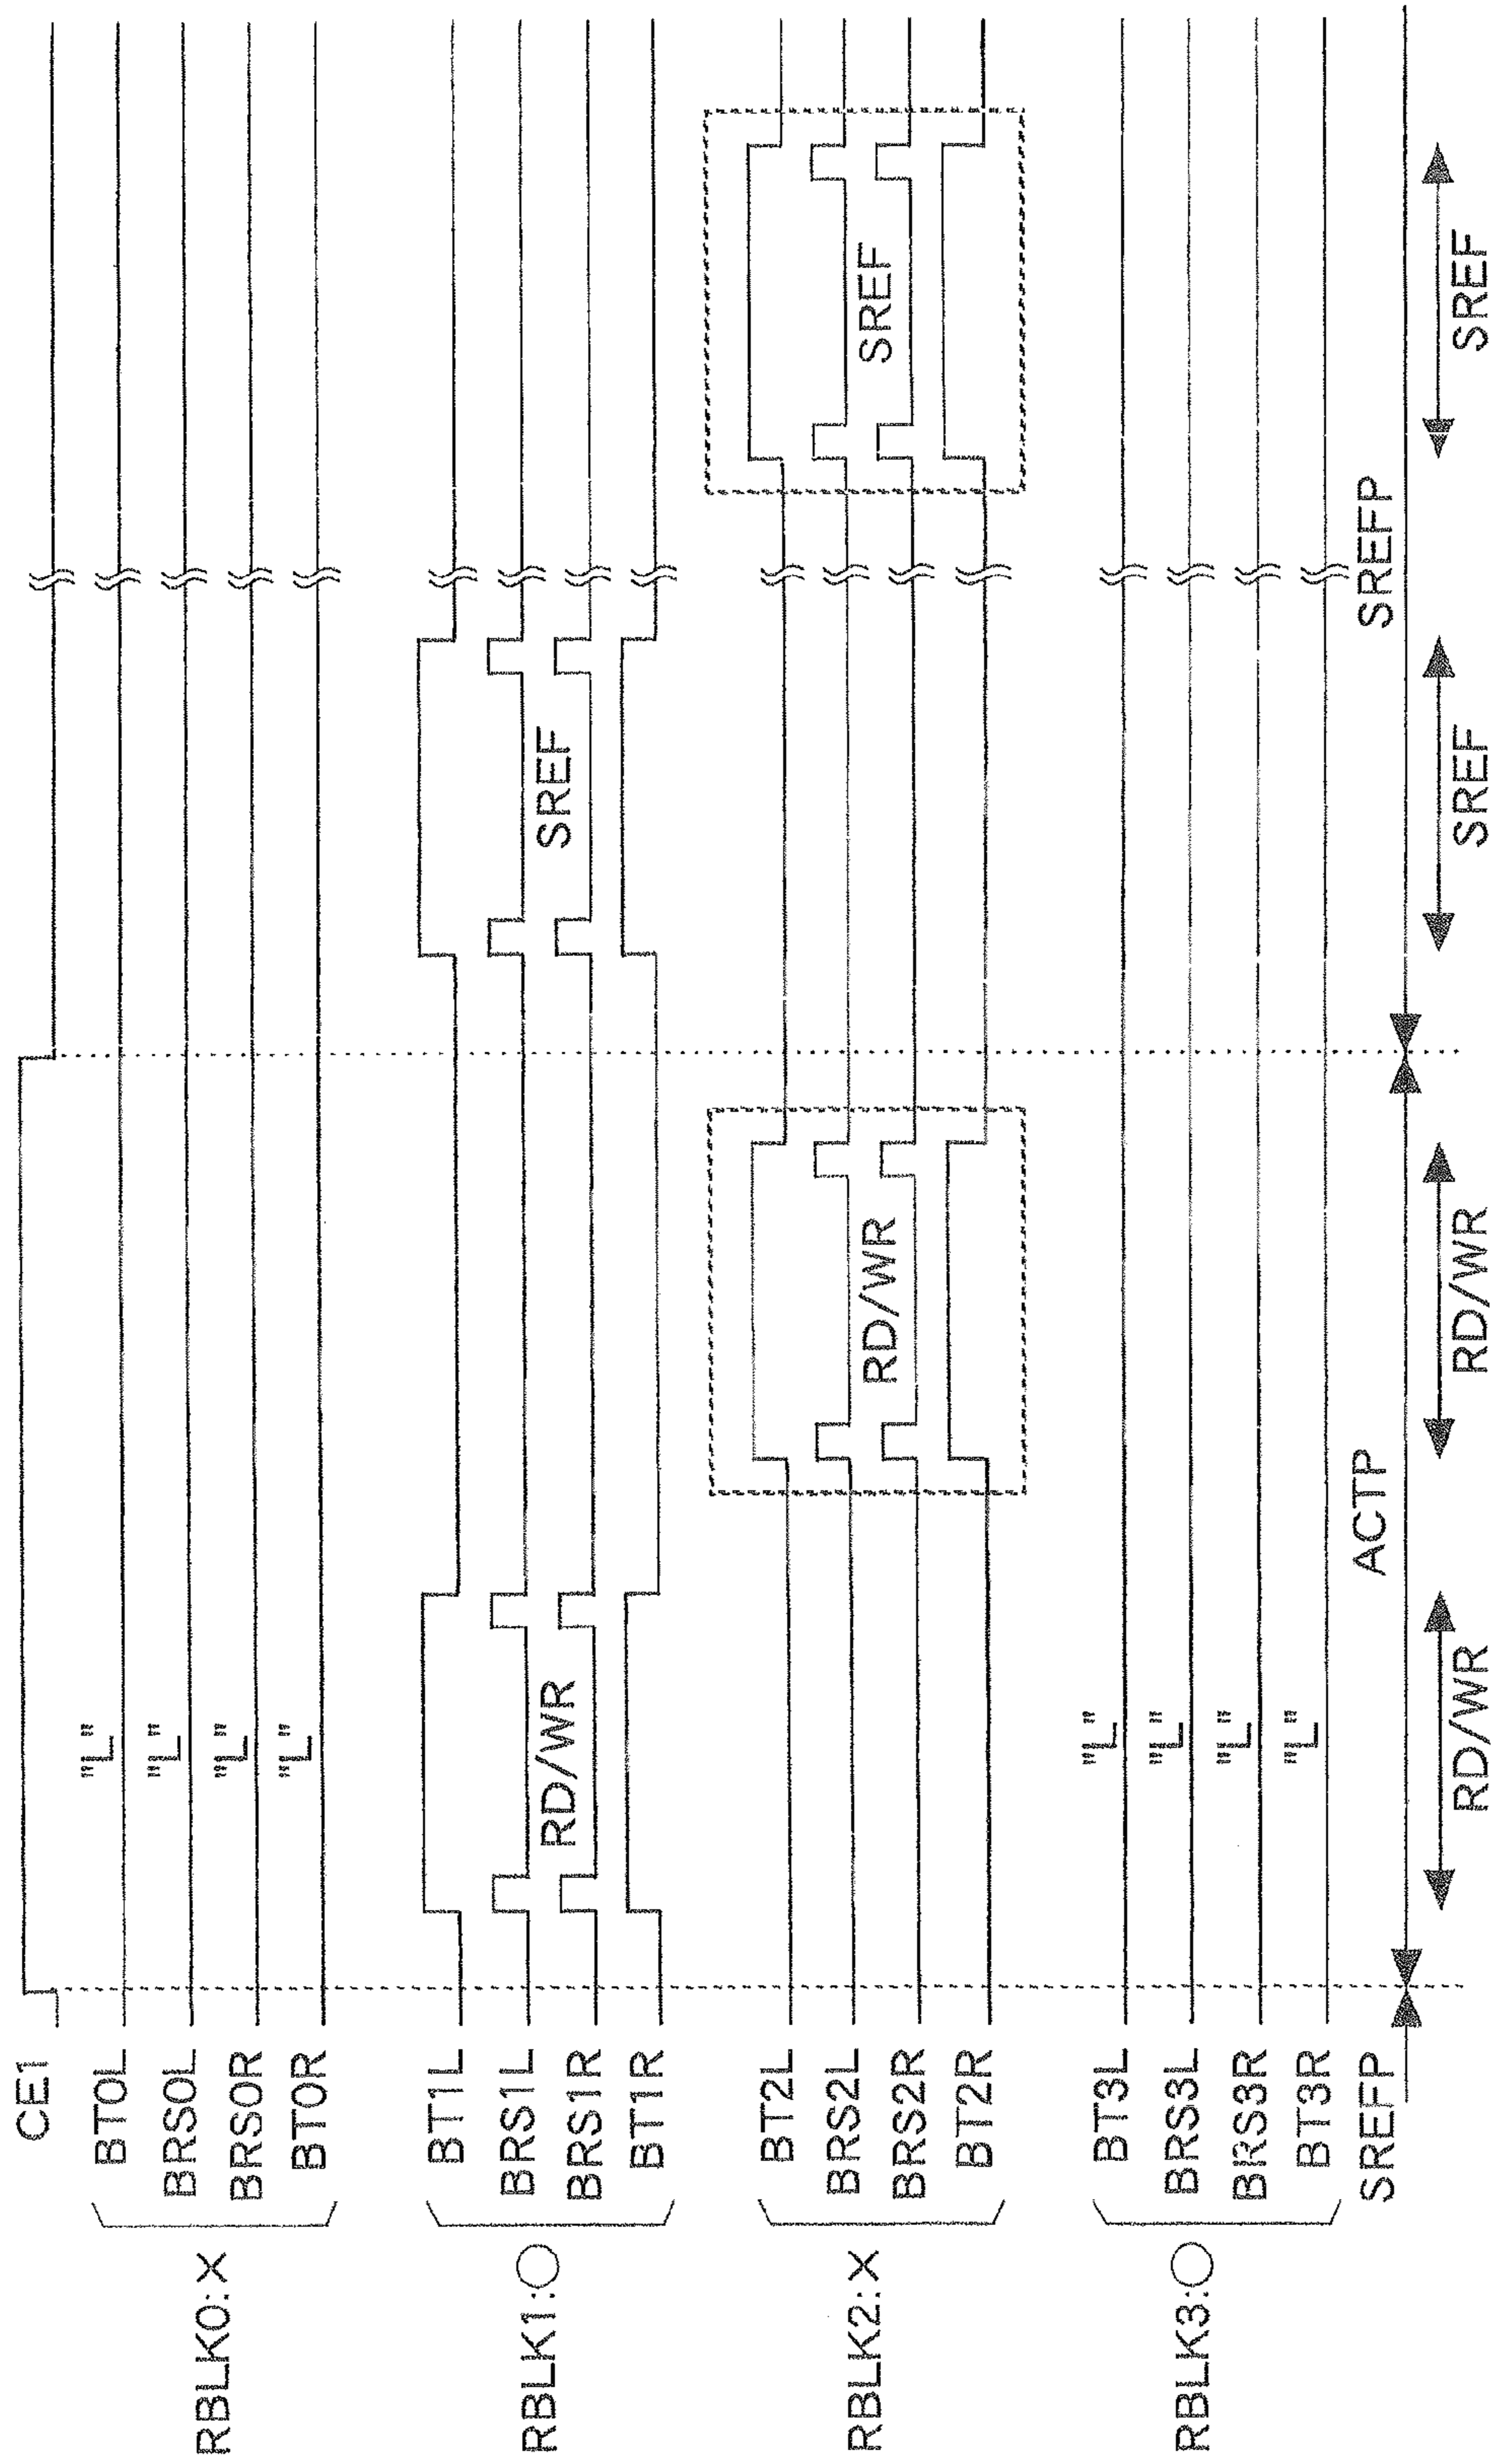 CE1
RBLK0:×
BT0L "L"
BRS0L "L"
BRS0R "L"
BT0R "L"
RBLK1:○
BT1L
BRS1L
RD/WR SREF
BRS1R
BT1R
RBLK2:×
BT2L
BRS2L
RD/WR SREF
BRS2R
BT2R
RBLK3:○
BT3L "L"
BRS3L "L"
BRS3R "L"
BT3R "L"
SREFP ACTP SREFP
RD/WR RD/WR SREF SREF